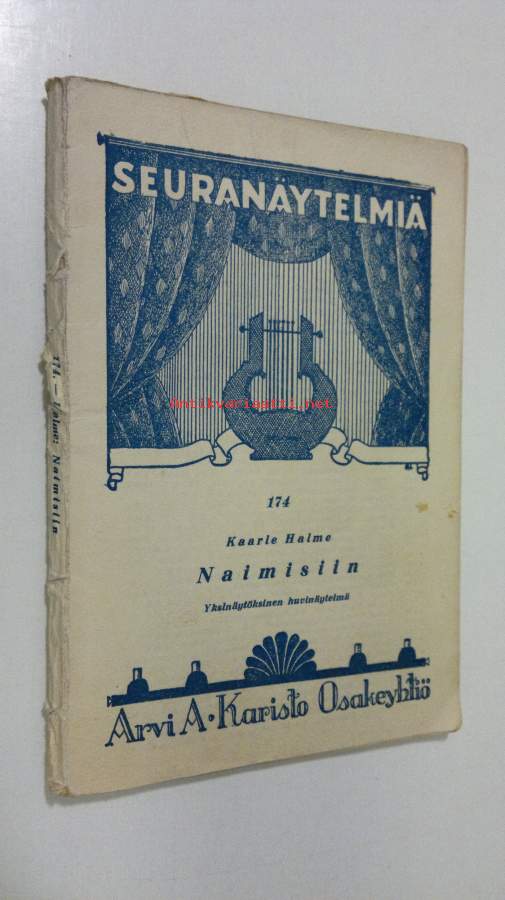 SEURANÄYTELMIÄ
Antikvariaatti.net
174
Kaarle Halme
Naimisiin
Yksinäytöksinen huvinäytelmä
Arvi A. Karisto Osakeyhtiö
174. — Halme: Naimisiin